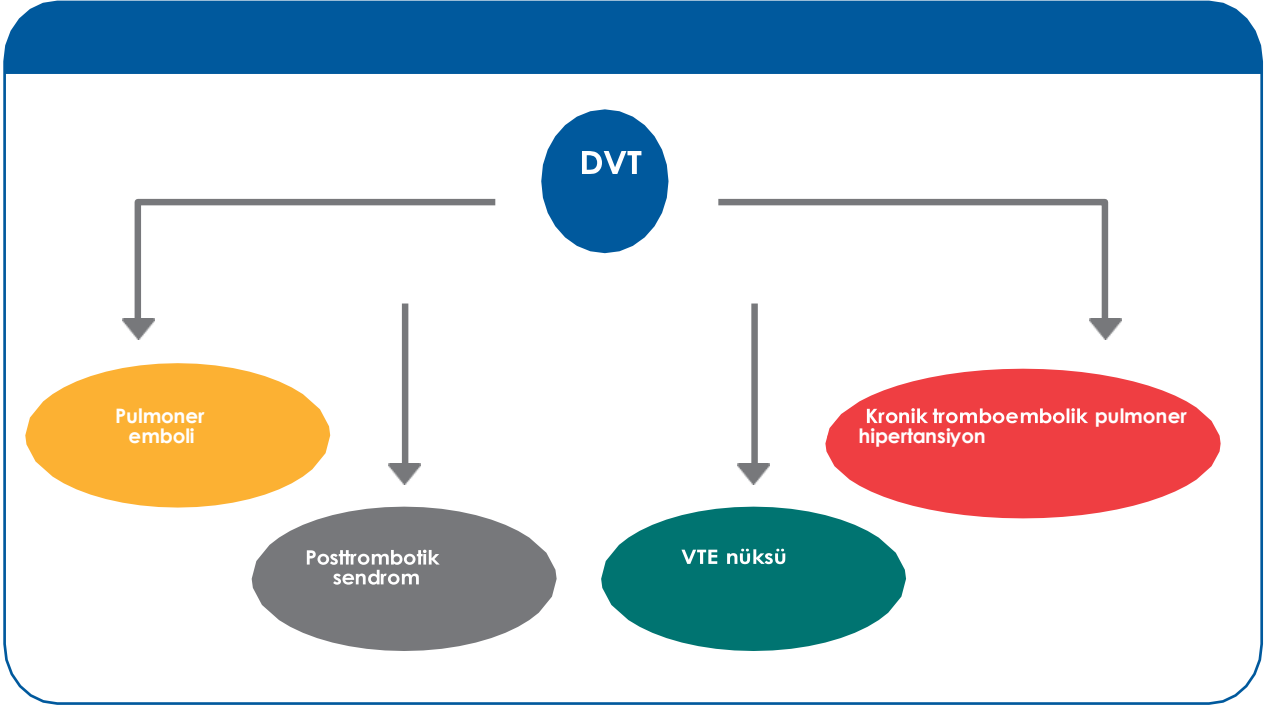 DVT
Pulmoner
emboli
Kronik tromboembolik pulmoner
hipertansiyon
Posttrombotik
sendrom
VTE nüksü